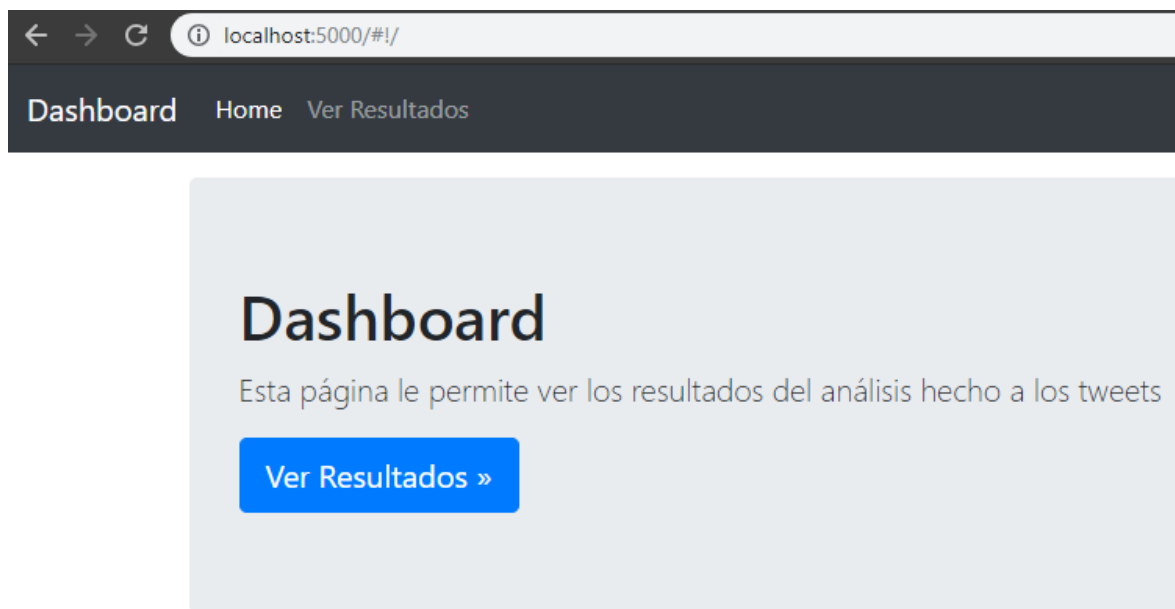 localhost:5000/#!/
Dashboard Home Ver Resultados
Dashboard
Esta página le permite ver los resultados del análisis hecho a los tweets
Ver Resultados »